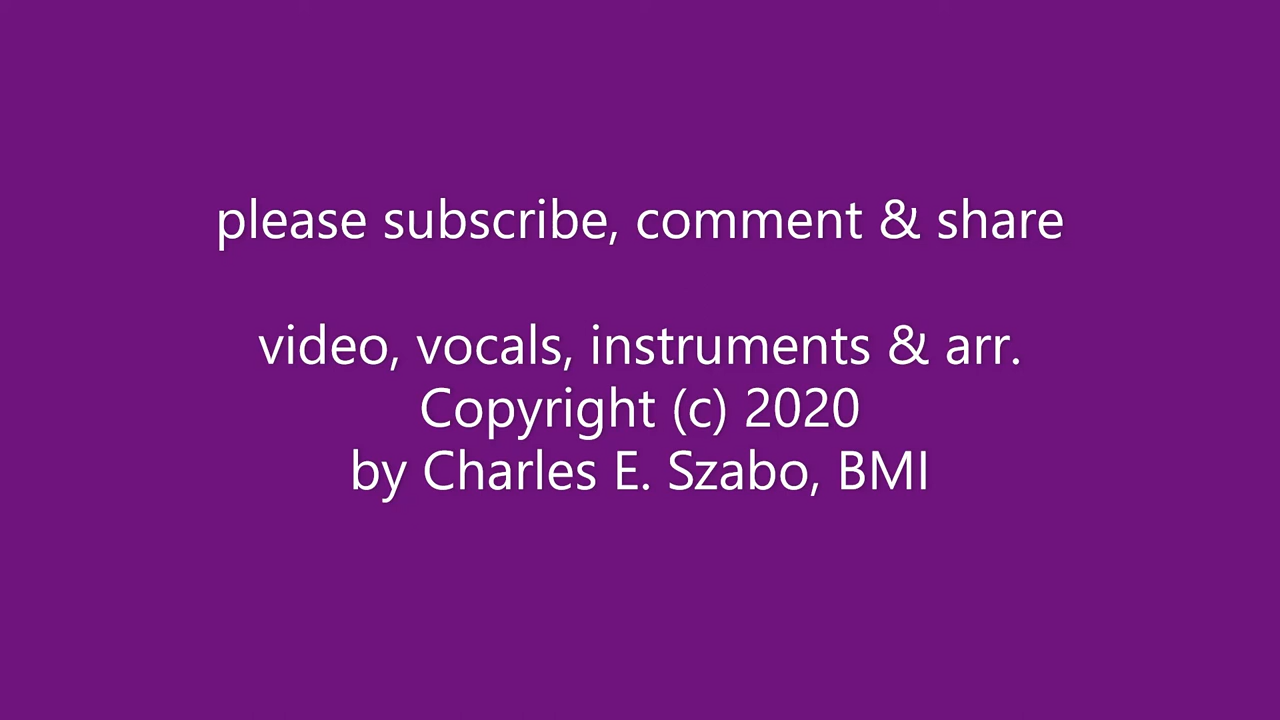 please subscribe, comment & share
video, vocals, instruments & arr.
Copyright (c) 2020
by Charles E. Szabo, BMI